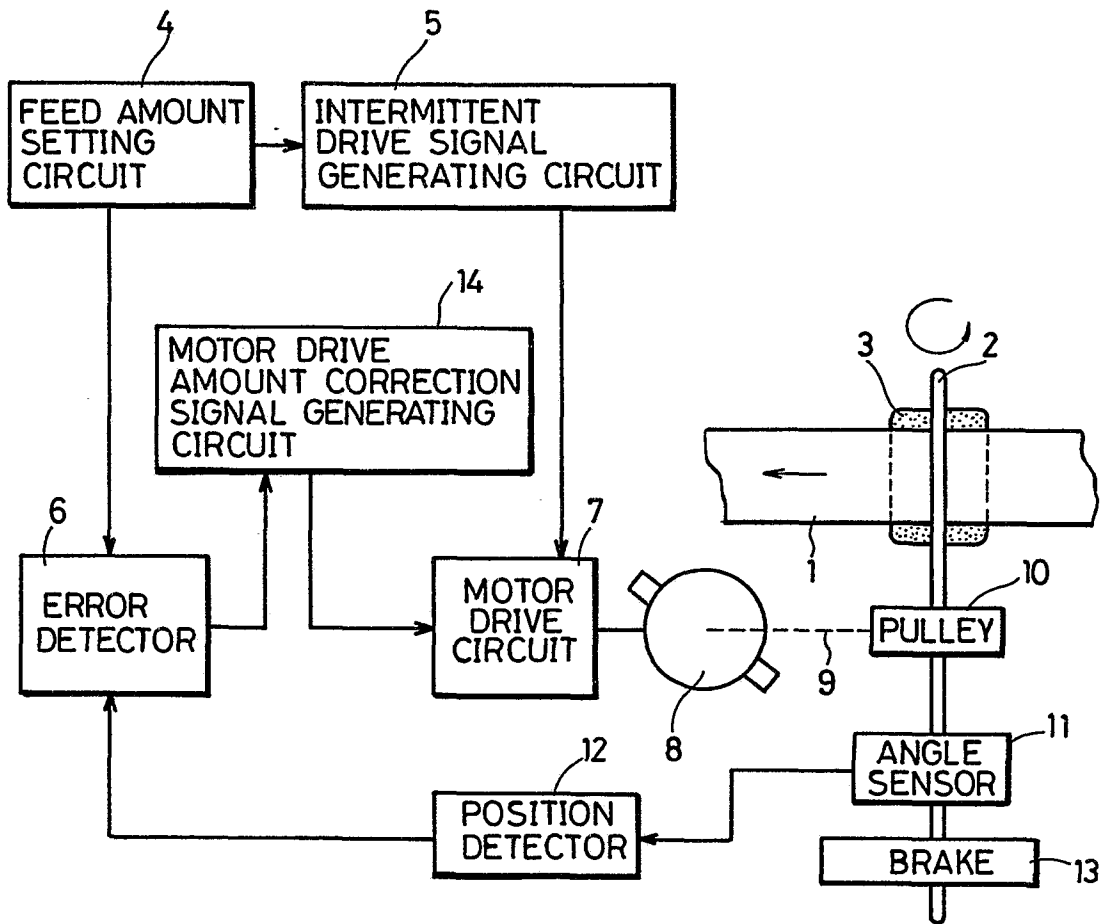 4
5
FEED AMOUNT
SETTING
CIRCUIT
INTERMITTENT
DRIVE SIGNAL
GENERATING CIRCUIT
14
MOTOR DRIVE
AMOUNT CORRECTION
SIGNAL GENERATING
CIRCUIT
3
2
1
6
ERROR
DETECTOR
7
MOTOR
DRIVE
CIRCUIT
8
9
10
PULLEY
11
ANGLE
SENSOR
12
POSITION
DETECTOR
BRAKE
13